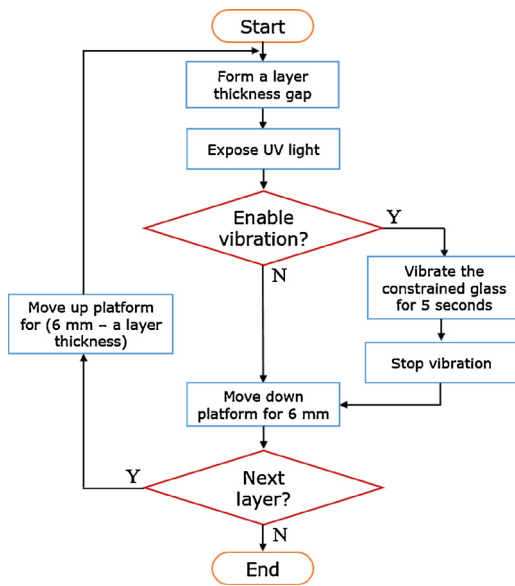 Start
Form a layer
thickness gap
Expose UV light
Enable
vibration?
Y
N
Vibrate the
constrained glass
for 5 seconds
Stop vibration
Move up platform
for (6 mm – a layer
thickness)
Move down
platform for 6 mm
Next
layer?
Y
N
End